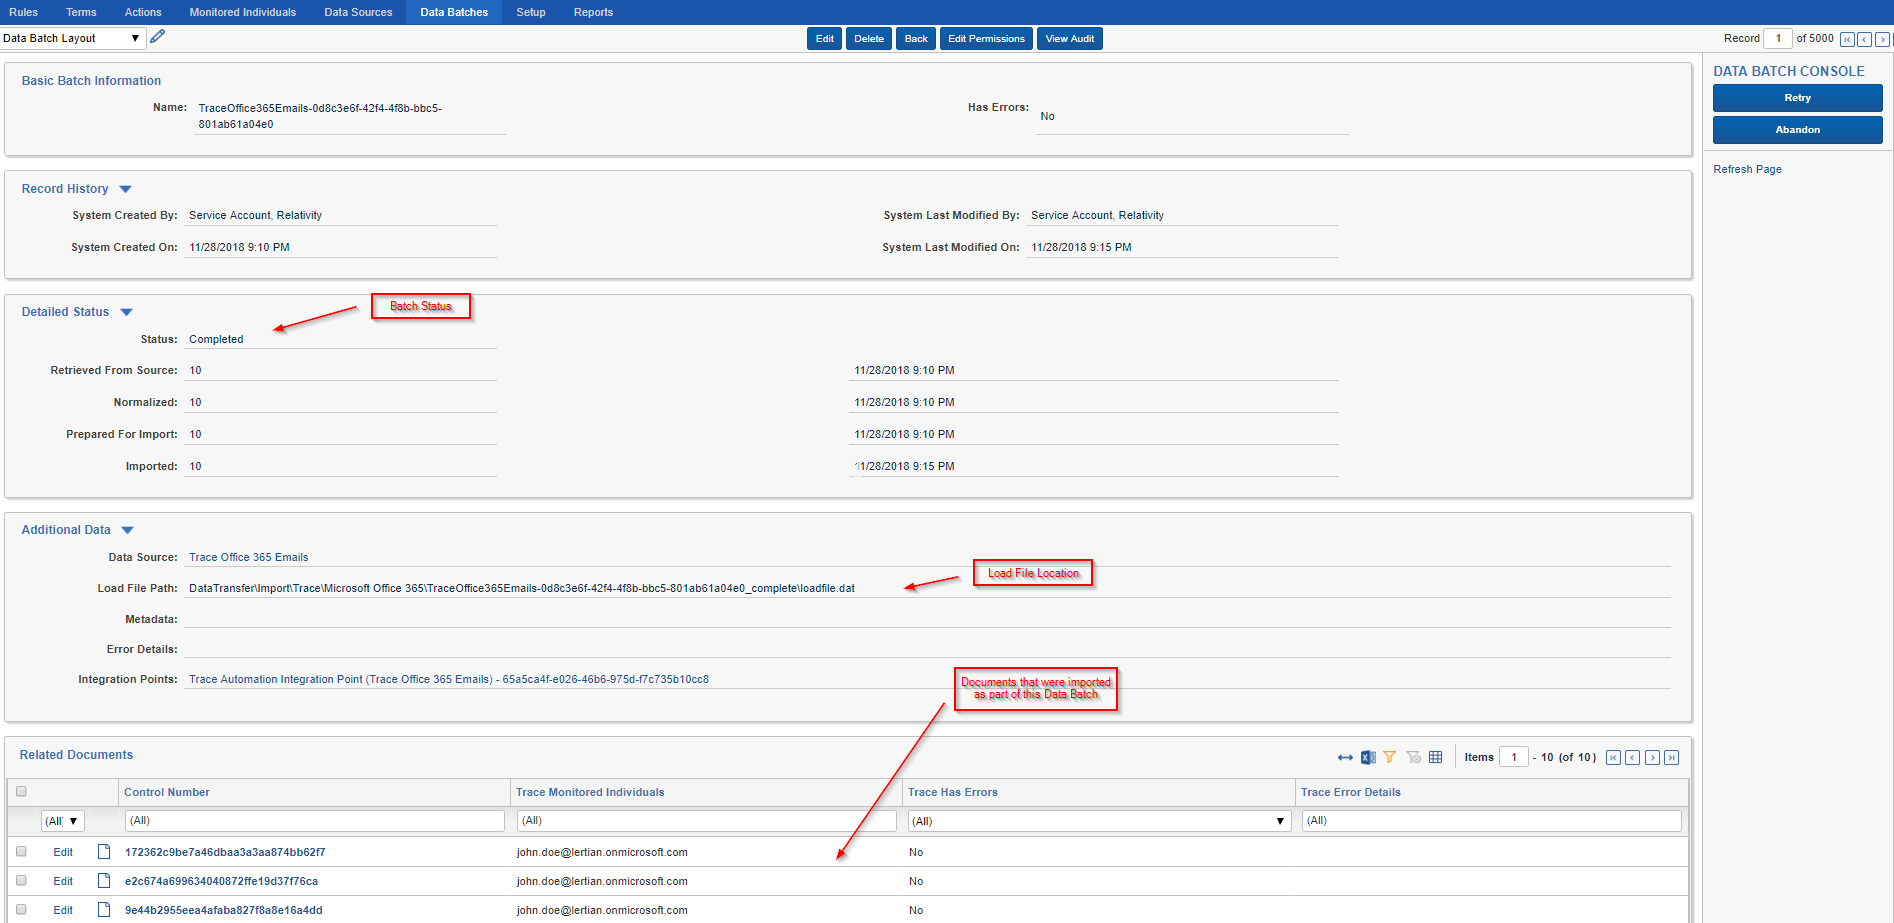 Rules Terms Actions Monitored Individuals Data Sources Data Batches Setup Reports
Data Batch Layout Edit Delete Back Edit Permissions View Audit Record 1 of 5000
DATA BATCH CONSOLE
Retry
Abandon
Refresh Page
Basic Batch Information
Name: TraceOffice365Emails-0d8c3e6f-42f4-4f8b-bbc5-
801ab61a04e0
Has Errors: No
Record History
System Created By: Service Account, Relativity System Last Modified By: Service Account, Relativity
System Created On: 11/28/2018 9:10 PM System Last Modified On: 11/28/2018 9:15 PM
Detailed Status
Batch Status
Status: Completed
Retrieved From Source: 10 11/28/2018 9:10 PM
Normalized: 10 11/28/2018 9:10 PM
Prepared For Import: 10 11/28/2018 9:10 PM
Imported: 10 11/28/2018 9:15 PM
Additional Data
Data Source: Trace Office 365 Emails
Load File Location
Load File Path: DataTransfer\Import\Trace\Microsoft Office 365\TraceOffice365Emails-0d8c3e6f-42f4-4f8b-bbc5-801ab61a04e0_complete\loadfile.dat
Metadata:
Error Details:
Integration Points: Trace Automation Integration Point (Trace Office 365 Emails) - 65a5ca4f-e026-46b6-975d-f7c735b10cc8
Documents that were imported
as part of this Data Batch
Related Documents Items 1 - 10 (of 10)
Control Number Trace Monitored Individuals Trace Has Errors Trace Error Details
(All) (All) (All) (All) (All)
Edit 172362c9be7a46dbaa3a3aa874bb62f7 john.doe@lertian.onmicrosoft.com No
Edit e2c674a699634040872ffe19d37f76ca john.doe@lertian.onmicrosoft.com No
Edit 9e44b2955eea4afaba827f8a8e16a4dd john.doe@lertian.onmicrosoft.com No